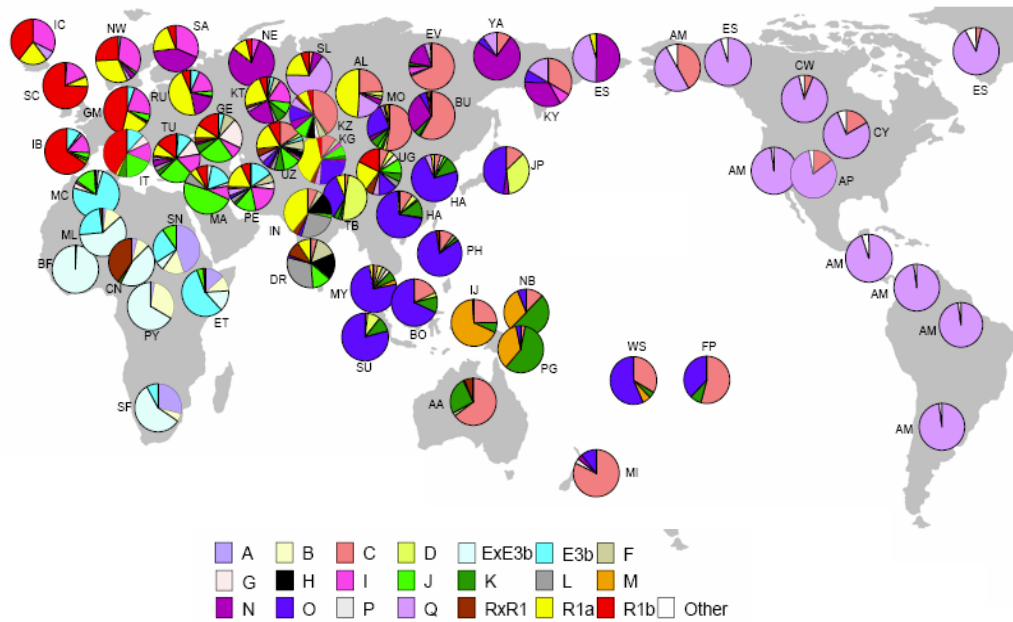 IC
NW
SA
NE
SL
AL
EV
YA
AM
ES
CW
ES
SC
GM
RU
KT
GE
MO
KZ
KG
BU
KY
ES
CY
IB
TU
IT
UZ
UG
HA
JP
AM
AP
MC
MA
PE
IN
TB
HA
ML
SN
BF
CN
DR
PH
AM
PY
ET
MY
BO
IJ
NB
AM
SU
PG
WS
FP
AM
SF
AA
AM
MI
A B C D ExE3b E3b F
G H I J K L M
N O P Q RxR1 R1a R1b Other